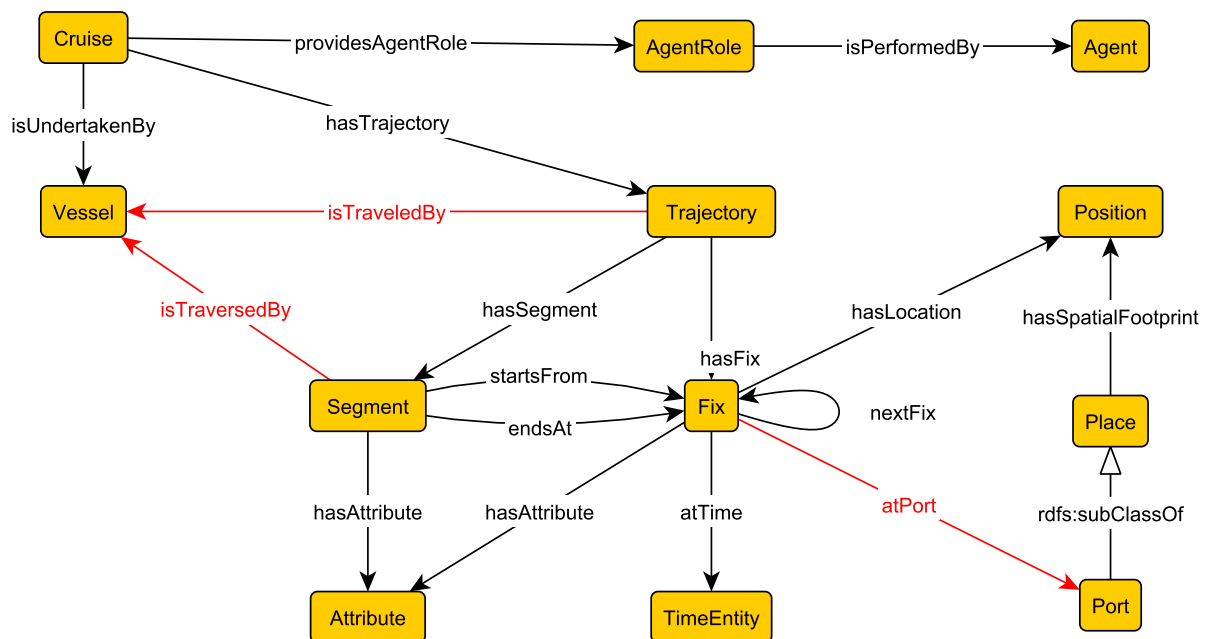 Cruise
providesAgentRole
AgentRole
isPerformedBy
Agent
isUndertakenBy
hasTrajectory
Vessel
isTraveledBy
Trajectory
Position
isTraversedBy
hasSegment
hasLocation
hasSpatialFootprint
hasFix
startsFrom
Segment
Fix
nextFix
Place
endsAt
hasAttribute
hasAttribute
atTime
atPort
rdfs:subClassOf
Attribute
TimeEntity
Port